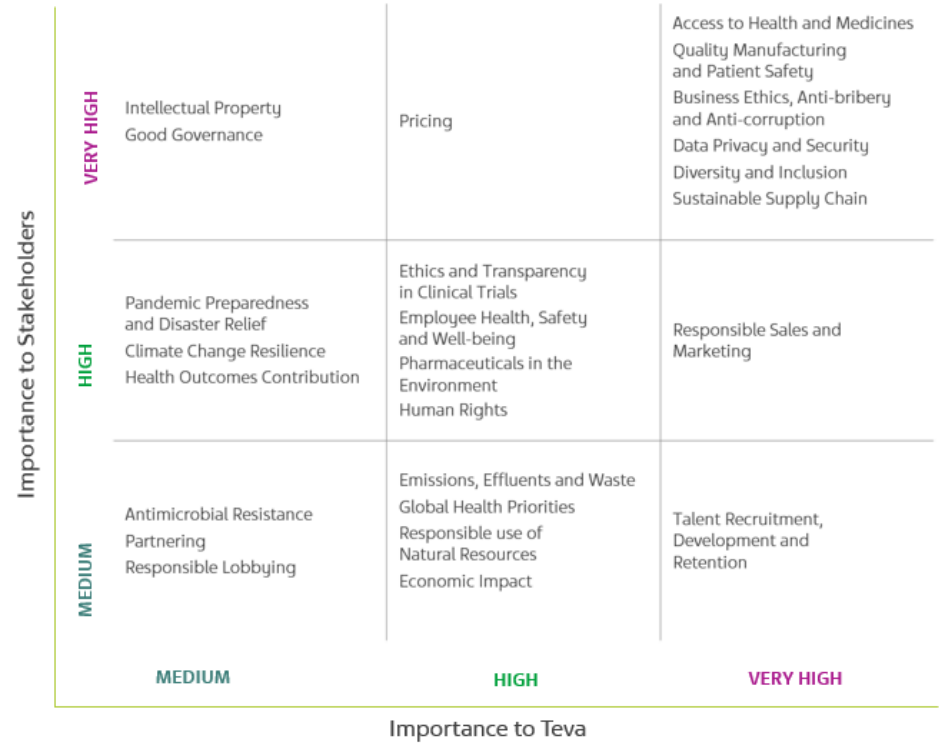 Importance to Stakeholders
VERY HIGH
Intellectual Property
Good Governance
Pricing
Access to Health and Medicines
Quality Manufacturing
and Patient Safety
Business Ethics, Anti-bribery
and Anti-corruption
Data Privacy and Security
Diversity and Inclusion
Sustainable Supply Chain
HIGH
Pandemic Preparedness
and Disaster Relief
Climate Change Resilience
Health Outcomes Contribution
Ethics and Transparency
in Clinical Trials
Employee Health, Safety
and Well-being
Pharmaceuticals in the
Environment
Human Rights
Responsible Sales and
Marketing
MEDIUM
Antimicrobial Resistance
Partnering
Responsible Lobbying
Emissions, Effluents and Waste
Global Health Priorities
Responsible use of
Natural Resources
Economic Impact
Talent Recruitment,
Development and
Retention
MEDIUM
HIGH
VERY HIGH
Importance to Teva